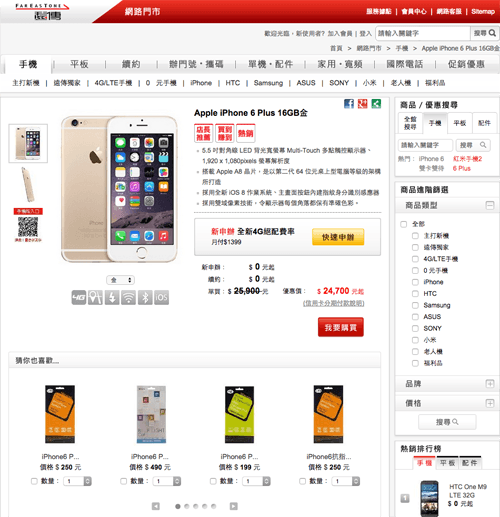 FAREASTONE
遠傳
網路門市
服務據點 | 會員中心 | 網路客服 | Sitemap
歡迎光臨，新使用者? 加入會員 | 登入
請輸入關鍵字
搜尋
首頁 > 網路門市 > 手機 > Apple iPhone 6 Plus 16GB金
手機
平板
續約
辦門號・攜碼
單機・配件
家用・寬頻
國際電話
促銷優惠
主打新機 | 遠傳獨家 | 4G/LTE手機 | 0 元手機 | iPhone | HTC | Samsung | ASUS | SONY | 小米 | 老人機 | 福利品
Apple iPhone 6 Plus 16GB金
店長推薦
買到賺到
熱銷
5.5 吋對角線 LED 背光寬螢幕 Multi-Touch 多點觸控顯示器，
1,920 x 1,080pixels 螢幕解析度
搭載 Apple A8 晶片，是以第二代 64 位元桌上型電腦等級的架構
所打造
採用全新 iOS 8 作業系統、主畫面按鈕內建指紋身分識別感應器
採用雙域像素技術，令顯示器每個角落都保有準確色彩。
新申辦 全新4G絕配費率
月付$1399
快速申辦
新申辦： $ 0 元起
續約： $ 0 元起
單買： $ 25,900 元 優惠價： $ 24,700 元起
(信用卡分期付款說明)
我要購買
金
4G
iOS
猜你也喜歡...
iPhone6 P...
價格 $ 250 元
數量： 1
iPhone6 P...
價格 $ 490 元
數量： 1
iPhone6 P...
價格 $ 199 元
數量： 1
iPhone6抗指...
價格 $ 250 元
數量： 1
商品 / 優惠搜尋
全館搜尋
手機
平板
配件
請輸入關鍵字
搜尋
熱門： iPhone 6 紅米手機2
雙卡雙待 6 Plus
商品進階篩選
商品類型
全部
主打新機
遠傳獨家
4G/LTE手機
0 元手機
iPhone
HTC
Samsung
ASUS
SONY
小米
老人機
福利品
品牌
價格
搜尋
熱銷排行榜
手機
平板
配件
1
HTC One M9
LTE 32G
$ 0 元起